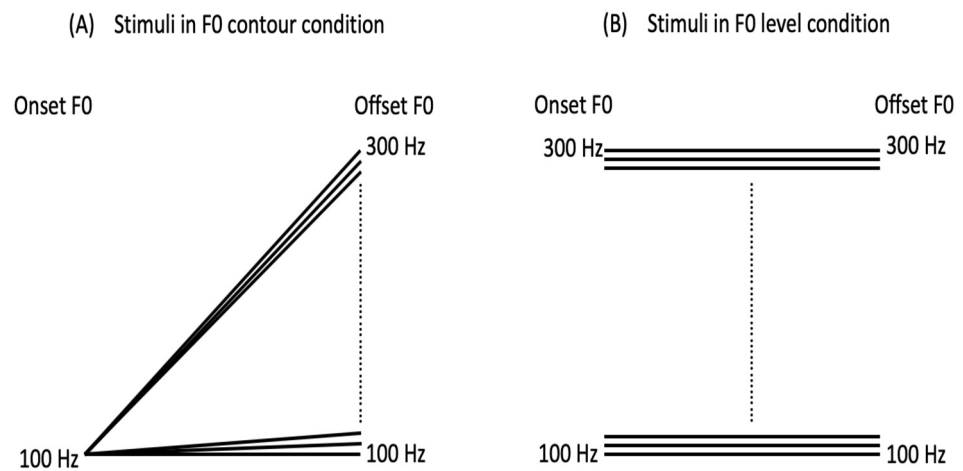 (A) Stimuli in F0 contour condition
Onset F0 Offset F0
300 Hz
100 Hz 100 Hz
(B) Stimuli in F0 level condition
Onset F0 Offset F0
300 Hz 300 Hz
100 Hz 100 Hz